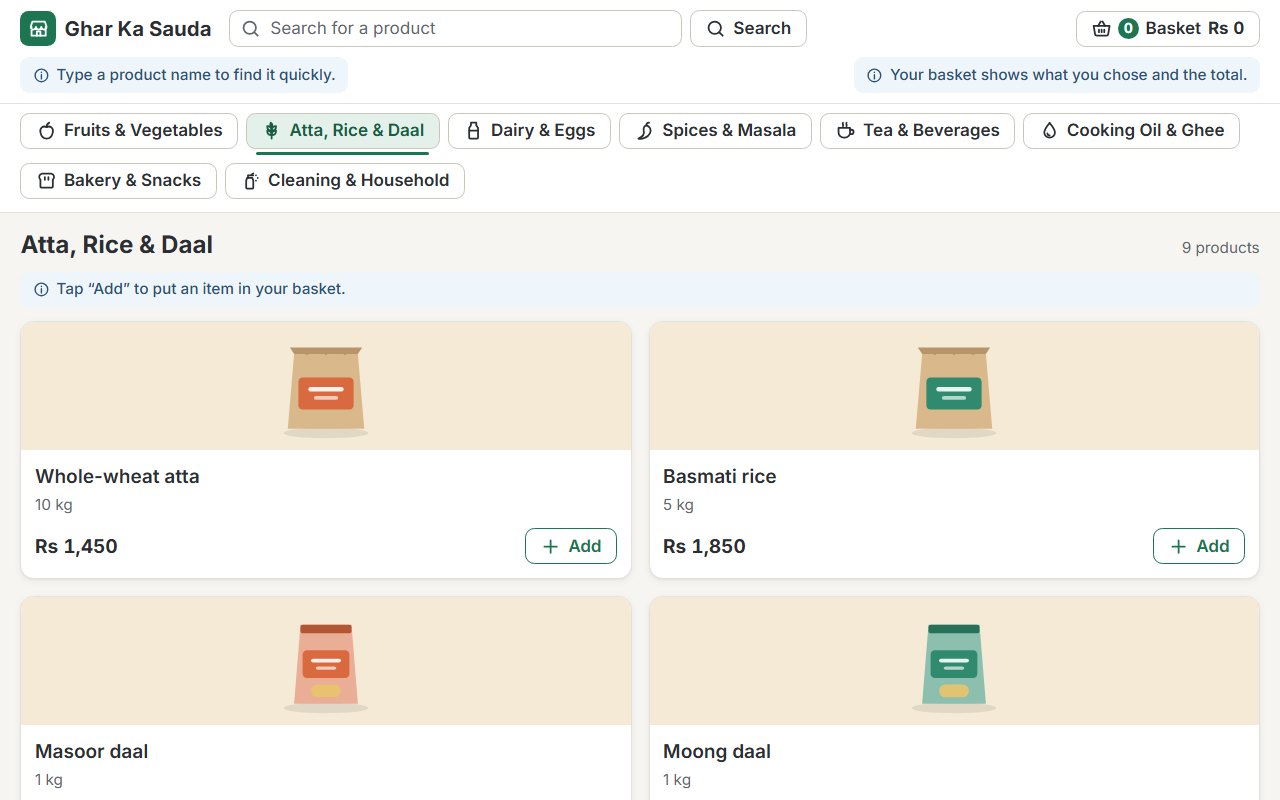 Ghar Ka Sauda
Search for a product
Search
0 Basket Rs 0
Type a product name to find it quickly.
Your basket shows what you chose and the total.
Fruits & Vegetables
Atta, Rice & Daal
Dairy & Eggs
Spices & Masala
Tea & Beverages
Cooking Oil & Ghee
Bakery & Snacks
Cleaning & Household
Atta, Rice & Daal
9 products
Tap “Add” to put an item in your basket.
Whole-wheat atta
10 kg
Rs 1,450
Add
Basmati rice
5 kg
Rs 1,850
Add
Masoor daal
1 kg
Moong daal
1 kg